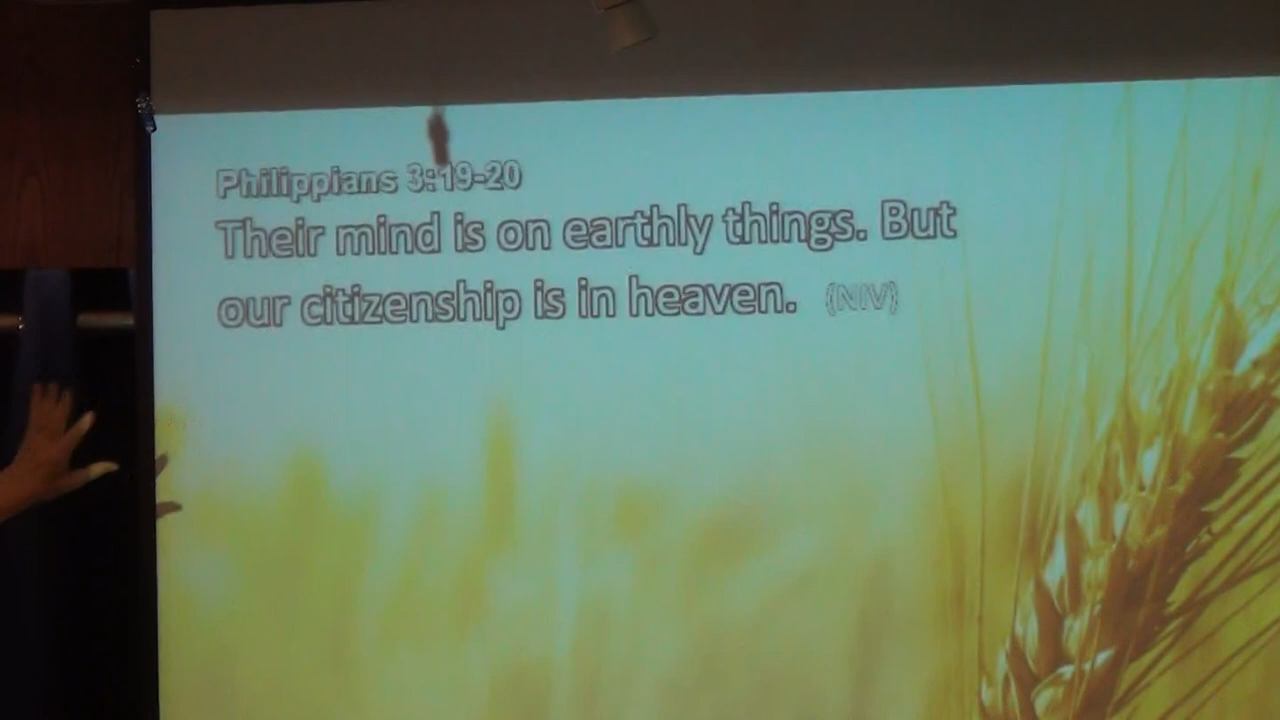 Philippians 3:19-20
Their mind is on earthly things. But
our citizenship is in heaven. (NIV)